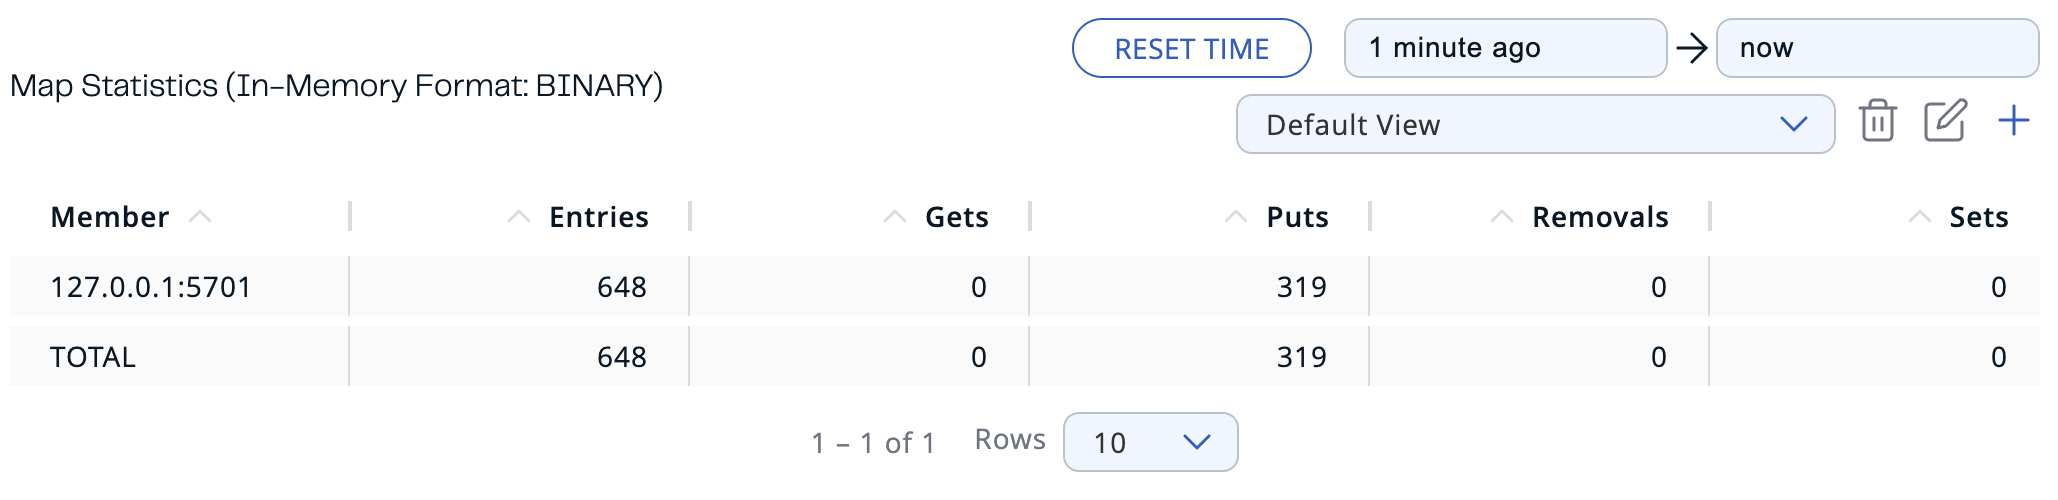 RESET TIME 1 minute ago → now
Map Statistics (In-Memory Format: BINARY)
Default View
Member Entries Gets Puts Removals Sets
127.0.0.1:5701 648 0 319 0 0
TOTAL 648 0 319 0 0
1 – 1 of 1 Rows 10